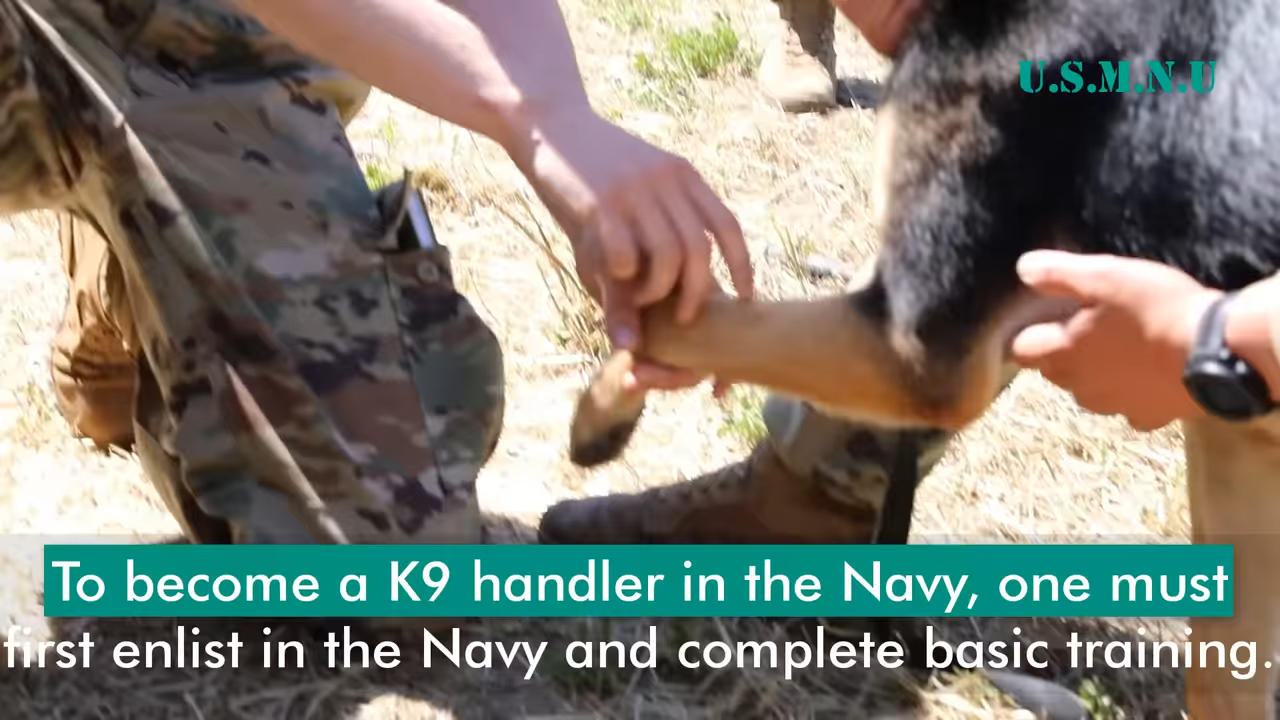 U.S.M.N.U
To become a K9 handler in the Navy, one must
first enlist in the Navy and complete basic training.